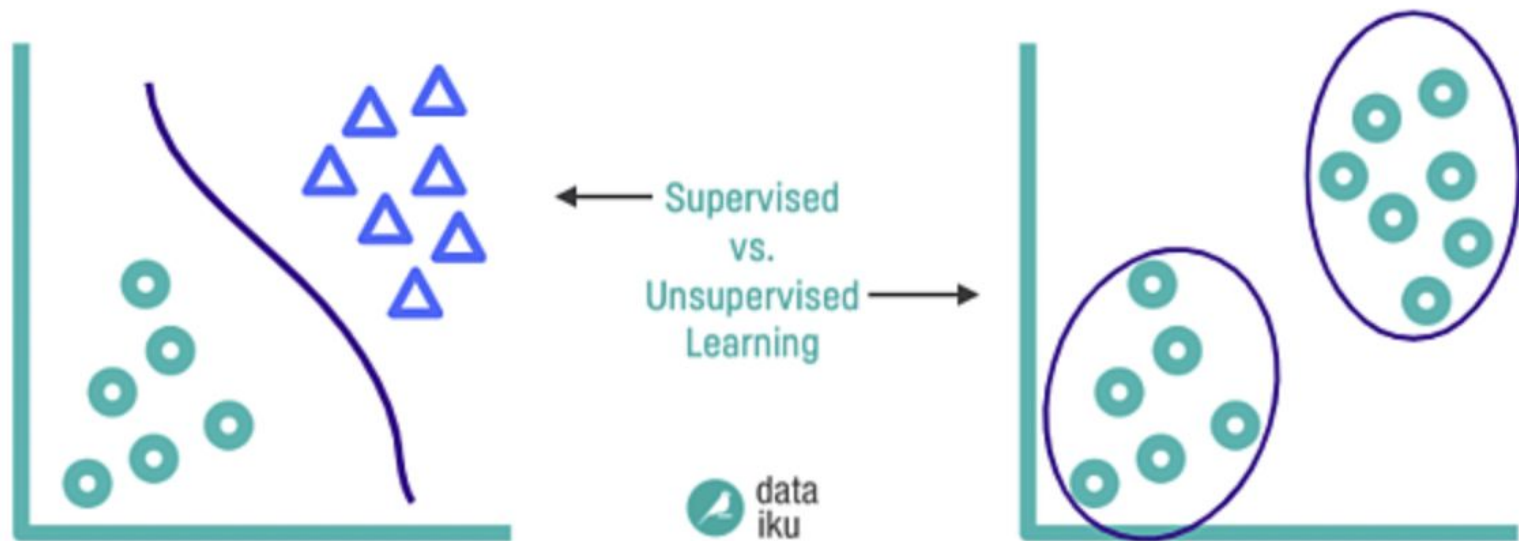 Supervised
vs.
Unsupervised
Learning
data
iku